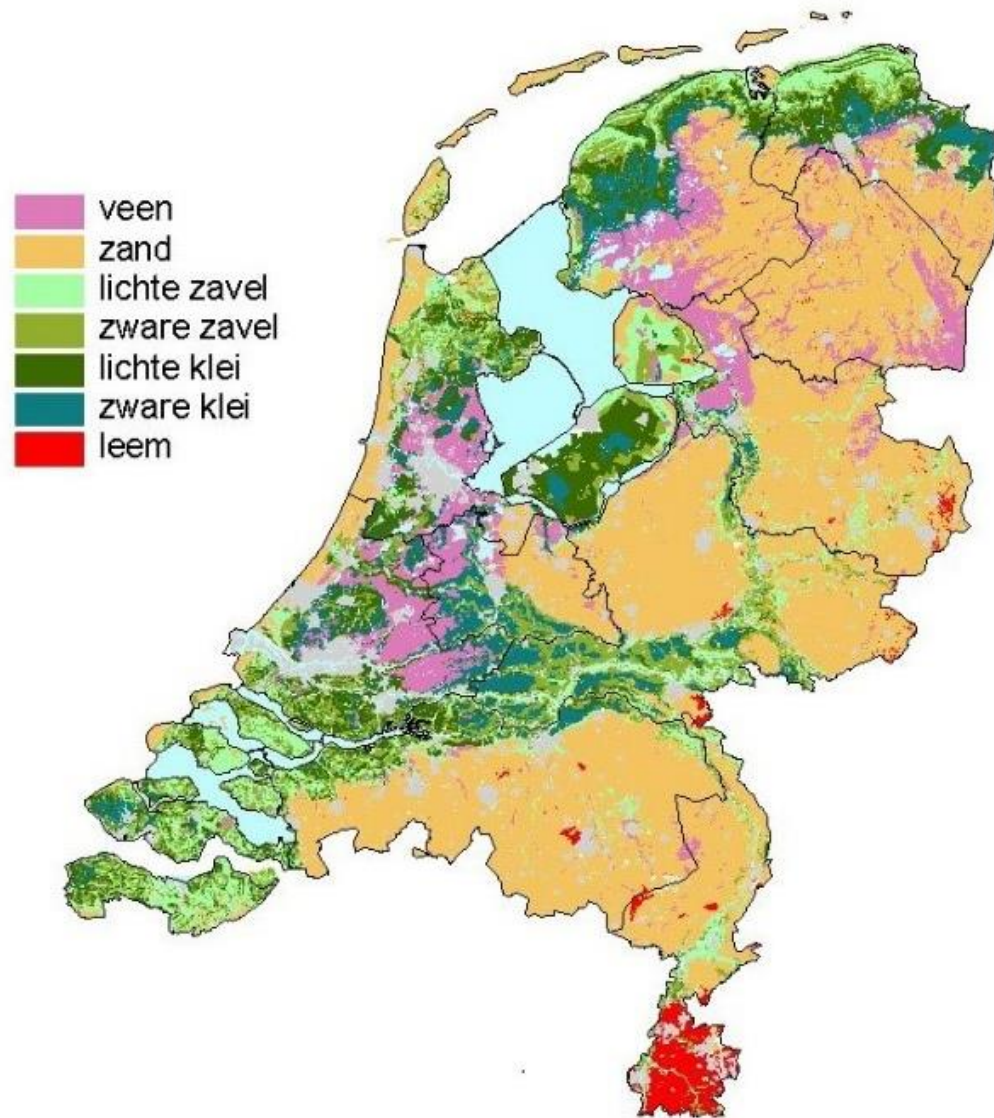 veen
zand
lichte zavel
zware zavel
lichte klei
zware klei
leem